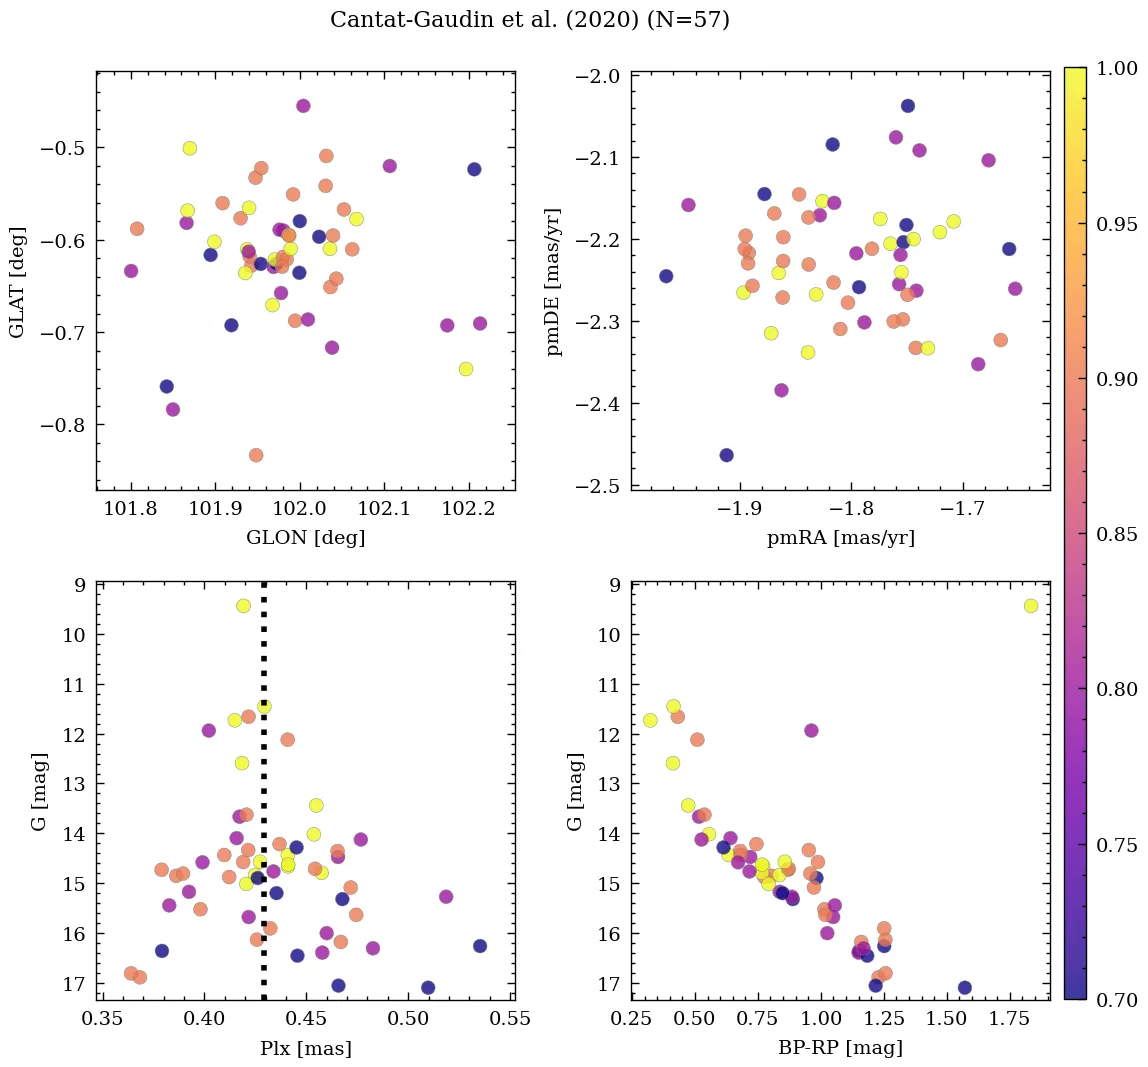 Cantat-Gaudin et al. (2020) (N=57)
−0.5
−0.6
−0.7
−0.8
GLAT [deg]
101.8 101.9 102.0 102.1 102.2
GLON [deg]
−2.0
−2.1
−2.2
−2.3
−2.4
−2.5
pmDE [mas/yr]
−1.9 −1.8 −1.7
pmRA [mas/yr]
9
10
11
12
13
14
15
16
17
G [mag]
0.35 0.40 0.45 0.50 0.55
Plx [mas]
9
10
11
12
13
14
15
16
17
G [mag]
0.25 0.50 0.75 1.00 1.25 1.50 1.75
BP-RP [mag]
1.00
0.95
0.90
0.85
0.80
0.75
0.70